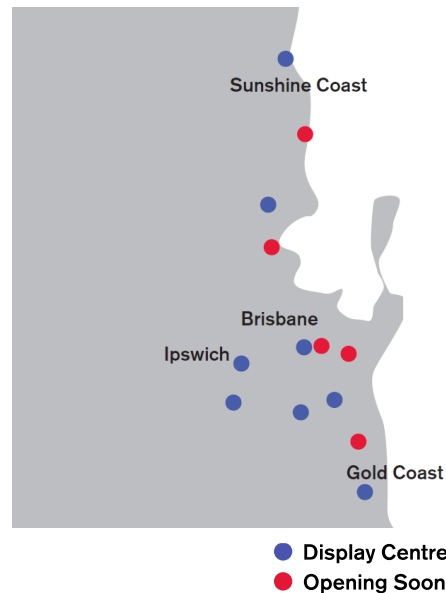 Sunshine Coast
Brisbane
Ipswich
Gold Coast
Display Centre
Opening Soon